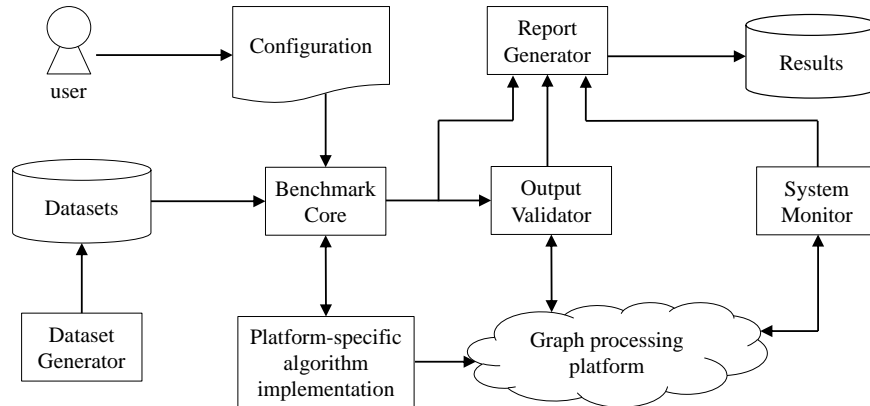 user
Configuration
Report
Generator
Results
Datasets
Benchmark
Core
Output
Validator
System
Monitor
Dataset
Generator
Platform-specific
algorithm
implementation
Graph processing
platform